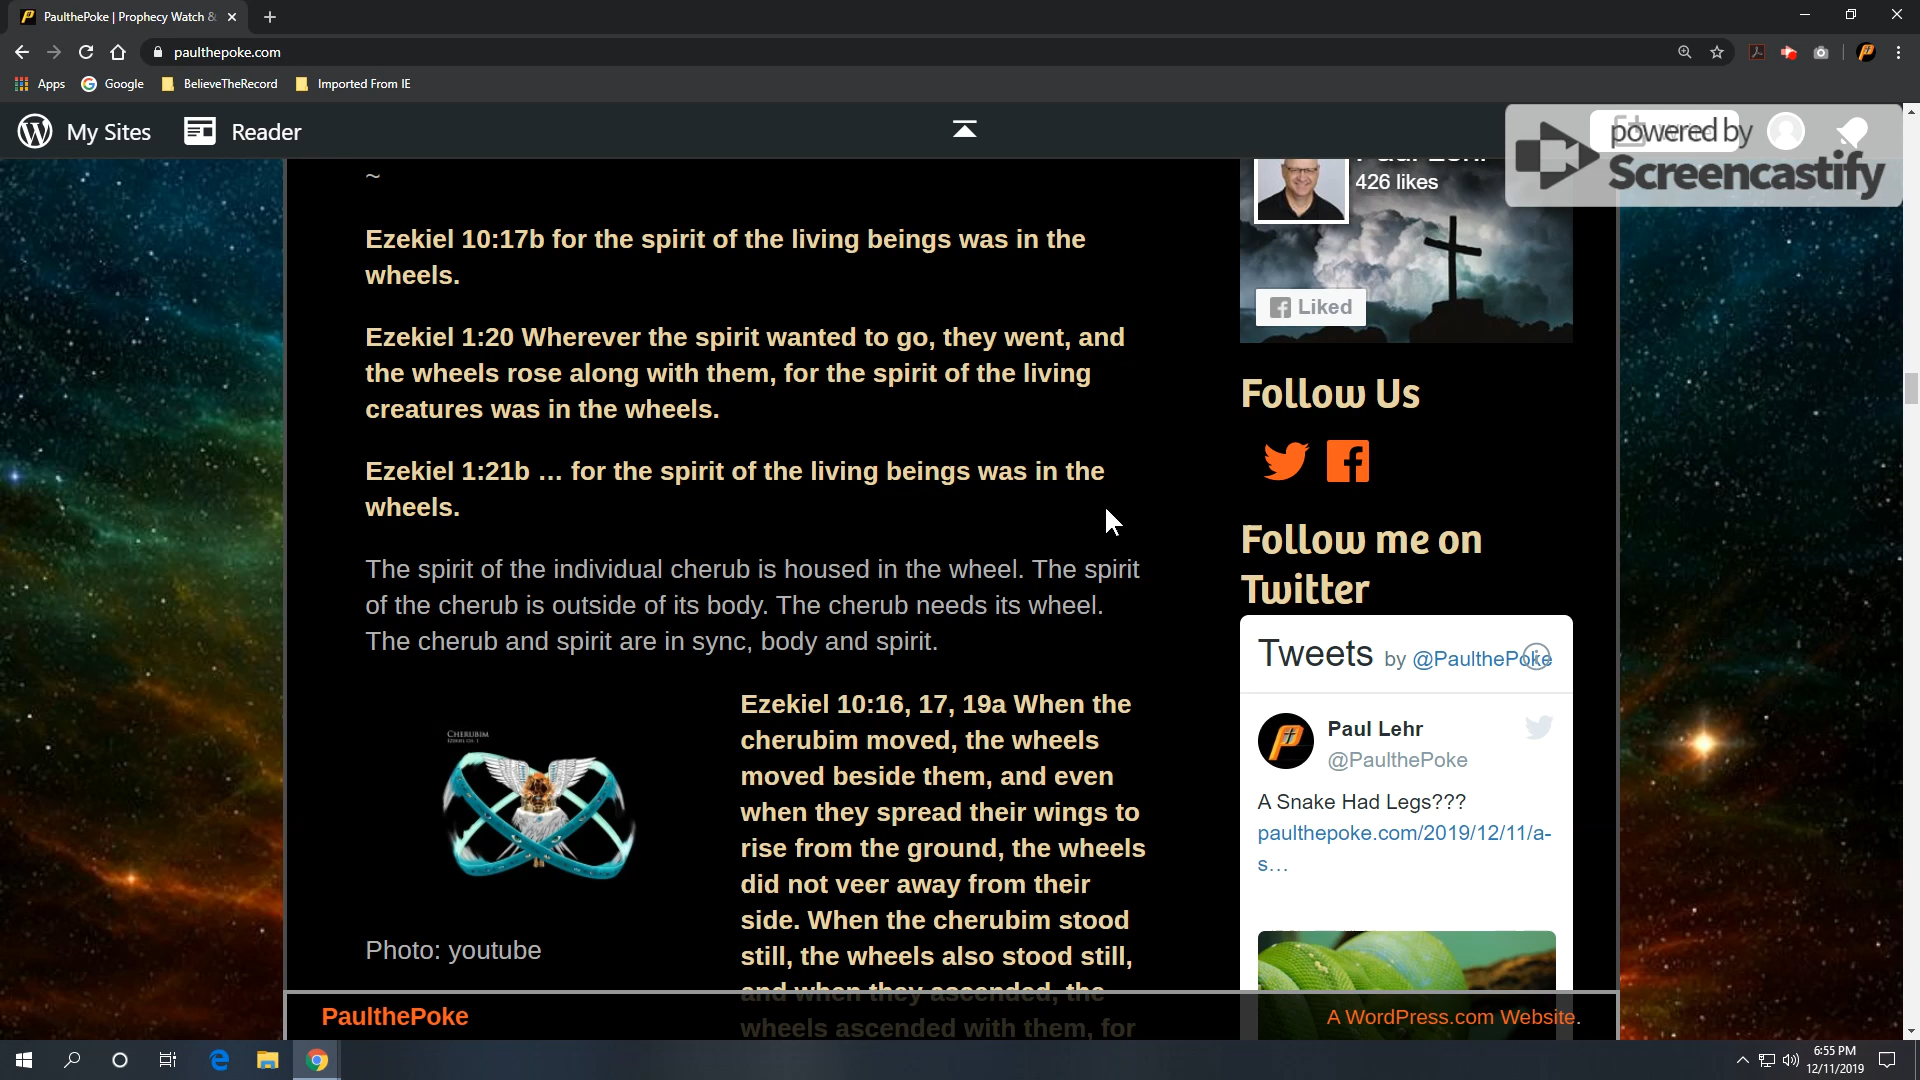 PaulthePoke | Prophecy Watch &
paulthepoke.com
Apps
Google
BelieveTheRecord
Imported From IE
My Sites
Reader
powered by
Screencastify
~
Ezekiel 10:17b for the spirit of the living beings was in the
wheels.
Ezekiel 1:20 Wherever the spirit wanted to go, they went, and
the wheels rose along with them, for the spirit of the living
creatures was in the wheels.
Ezekiel 1:21b … for the spirit of the living beings was in the
wheels.
The spirit of the individual cherub is housed in the wheel. The spirit
of the cherub is outside of its body. The cherub needs its wheel.
The cherub and spirit are in sync, body and spirit.
CHERUBIM
EZEKIEL CH. 1
Photo: youtube
Ezekiel 10:16, 17, 19a When the
cherubim moved, the wheels
moved beside them, and even
when they spread their wings to
rise from the ground, the wheels
did not veer away from their
side. When the cherubim stood
still, the wheels also stood still,
and when they ascended, the
wheels ascended with them, for
426 likes
Liked
Follow Us
Follow me on
Twitter
Tweets by @PaulthePoke
Paul Lehr
@PaulthePoke
A Snake Had Legs???
paulthepoke.com/2019/12/11/a-
s…
PaulthePoke
A WordPress.com Website.
6:55 PM
12/11/2019